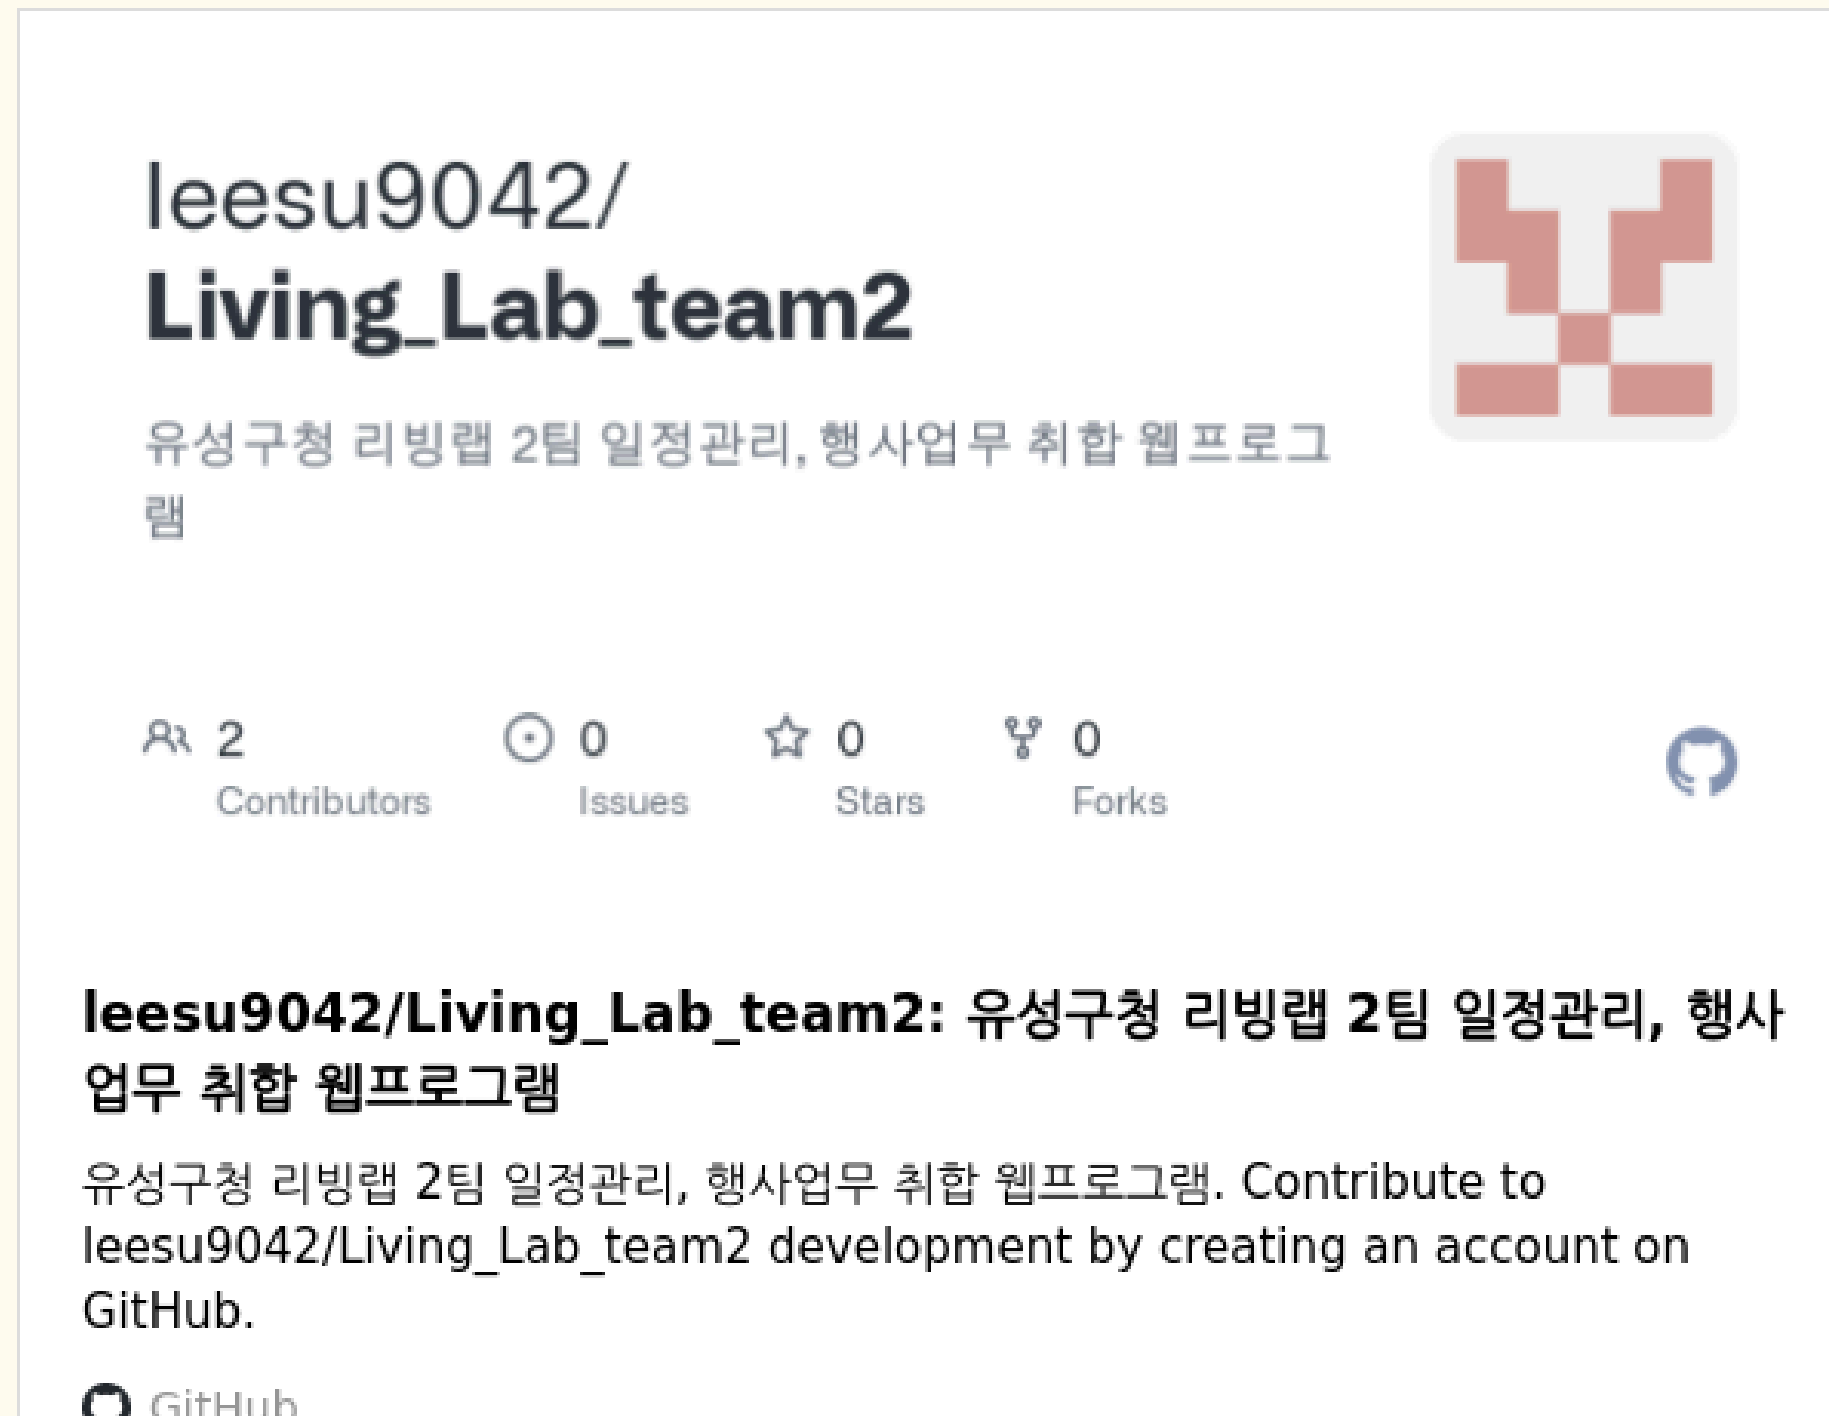 leesu9042/
Living_Lab_team2
유성구청 리빙랩 2팀 일정관리, 행사업무 취합 웹프로그
램
2 0 0 0
Contributors Issues Stars Forks
leesu9042/Living_Lab_team2: 유성구청 리빙랩 2팀 일정관리, 행사
업무 취합 웹프로그램
유성구청 리빙랩 2팀 일정관리, 행사업무 취합 웹프로그램. Contribute to
leesu9042/Living_Lab_team2 development by creating an account on
GitHub.
GitHub